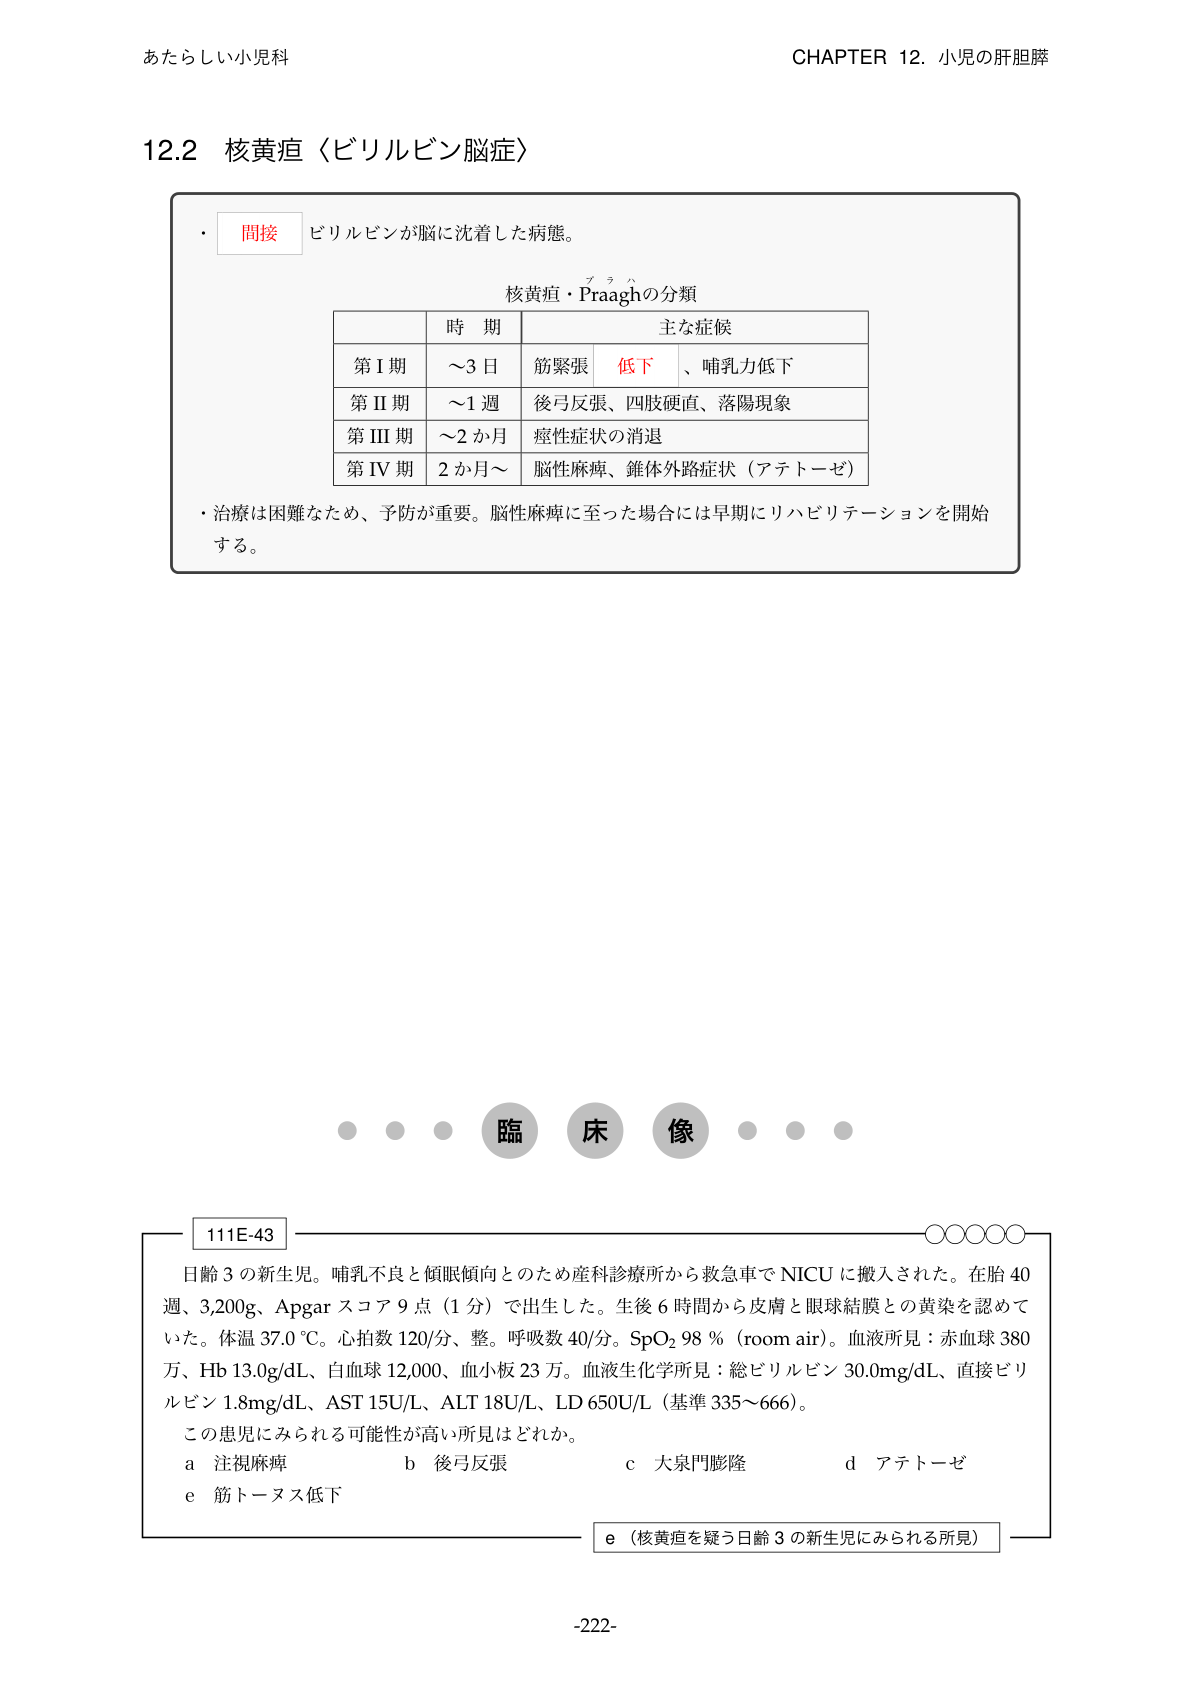 あたらしい小児科 CHAPTER 12. 小児の肝胆膵
12.2 核黄疸〈ビリルビン脳症〉
・ 間接 ビリルビンが脳に沈着した病態。
プラハ
核黄疸・Praaghの分類
時　期 主な症候
第 I 期 〜3 日 筋緊張 低下 、哺乳力低下
第 II 期 〜1 週 後弓反張、四肢硬直、落陽現象
第 III 期 〜2 か月 痙性症状の消退
第 IV 期 2 か月〜 脳性麻痺、錐体外路症状（アテトーゼ）
・治療は困難なため、予防が重要。脳性麻痺に至った場合には早期にリハビリテーションを開始
する。
臨 床 像
111E-43 ○○○○○
日齢 3 の新生児。哺乳不良と傾眠傾向とのため産科診療所から救急車で NICU に搬入された。在胎 40
週、3,200g、Apgar スコア 9 点（1 分）で出生した。生後 6 時間から皮膚と眼球結膜との黄染を認めて
いた。体温 37.0 ℃。心拍数 120/分、整。呼吸数 40/分。SpO₂ 98 %（room air）。血液所見：赤血球 380
万、Hb 13.0g/dL、白血球 12,000、血小板 23 万。血液生化学所見：総ビリルビン 30.0mg/dL、直接ビリ
ルビン 1.8mg/dL、AST 15U/L、ALT 18U/L、LD 650U/L（基準 335〜666）。
この患児にみられる可能性が高い所見はどれか。
a 注視麻痺 b 後弓反張 c 大泉門膨隆 d アテトーゼ
e 筋トーヌス低下
e （核黄疸を疑う日齢 3 の新生児にみられる所見）
-222-